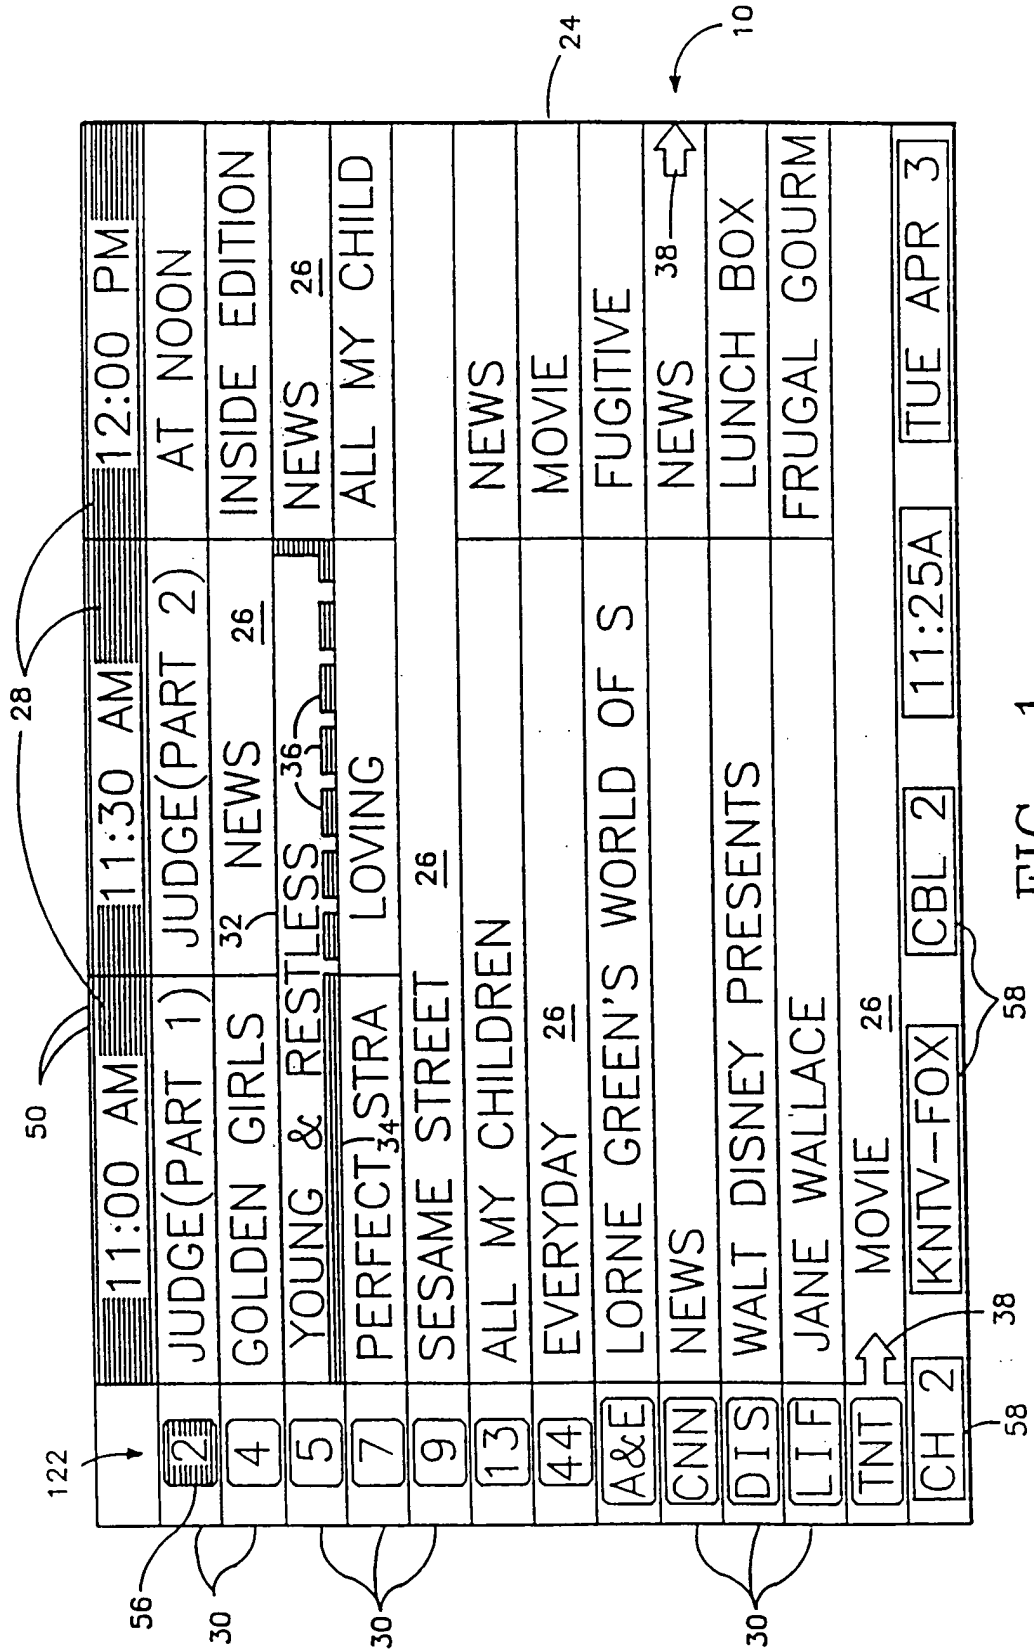 122
50
28
24
10
11:00 AM 11:30 AM 12:00 PM
56
2 JUDGE(PART 1) JUDGE(PART 2) AT NOON
30
4 GOLDEN GIRLS 32 NEWS 26 INSIDE EDITION
5 YOUNG & RESTLESS 36 NEWS 26
30
7 PERFECT STRA 34 LOVING ALL MY CHILD
9 SESAME STREET 26
13 ALL MY CHILDREN NEWS
44 EVERYDAY 26 MOVIE
A&E LORNE GREEN'S WORLD OF S FUGITIVE
CNN NEWS NEWS 38
30
DIS WALT DISNEY PRESENTS LUNCH BOX
LIF JANE WALLACE FRUGAL GOURM
TNT MOVIE 26
CH 2 KNTV-FOX CBL 2 11:25A TUE APR 3
58
38
58
FIG. 1